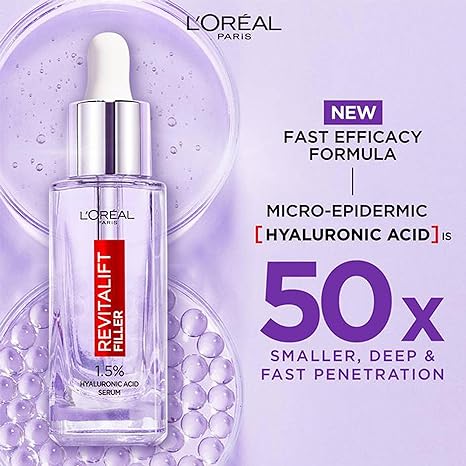 L'ORÉAL
PARIS
NEW
FAST EFFICACY
FORMULA
MICRO-EPIDERMIC
[HYALURONIC ACID] IS
50x
SMALLER, DEEP &
FAST PENETRATION
L'ORÉAL
PARIS
REVITALIFT
FILLER
1.5%
HYALURONIC ACID
SERUM